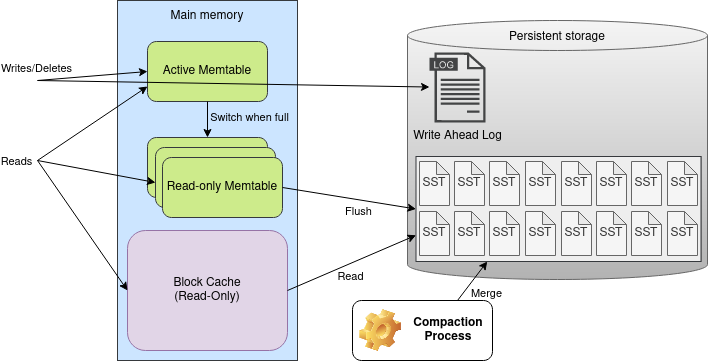 Main memory
Persistent storage
Writes/Deletes
Active Memtable
LOG
Switch when full
Write Ahead Log
Reads
Read-only Memtable
SST SST SST SST SST SST SST SST
Flush
SST SST SST SST SST SST SST SST
Block Cache
(Read-Only)
Read
Merge
Compaction
Process